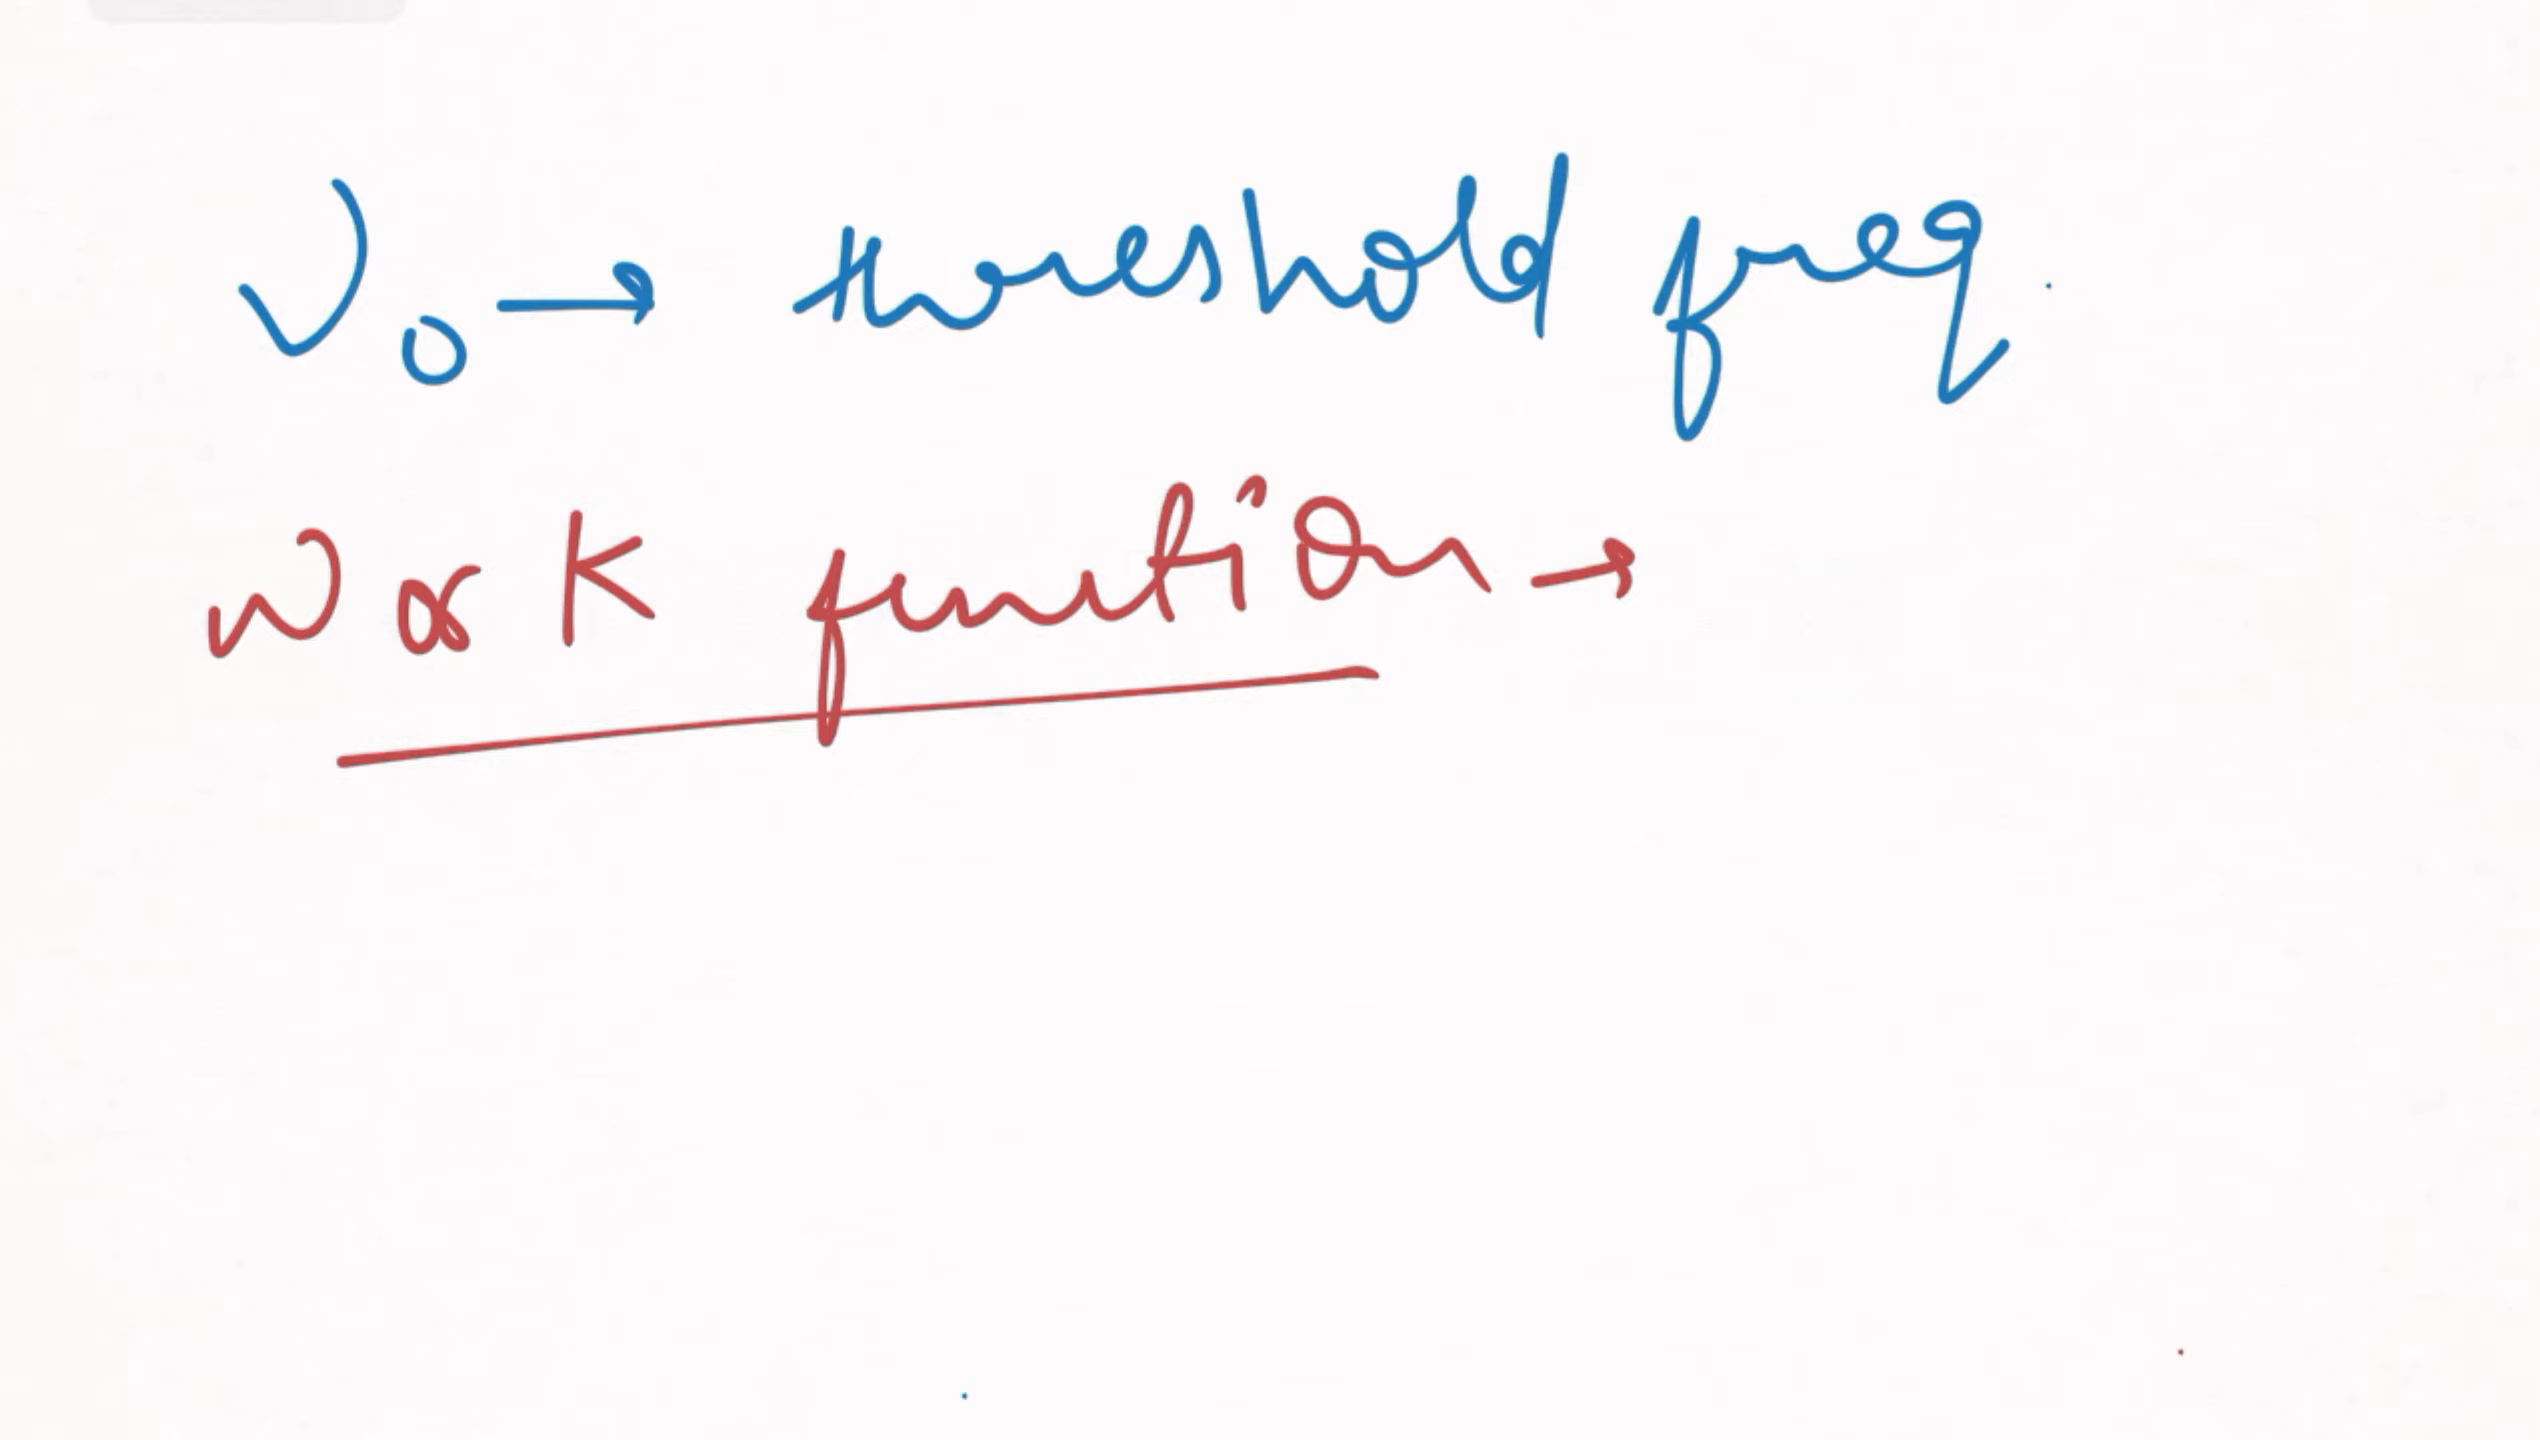 ν₀ → threshold freq.
Work function →